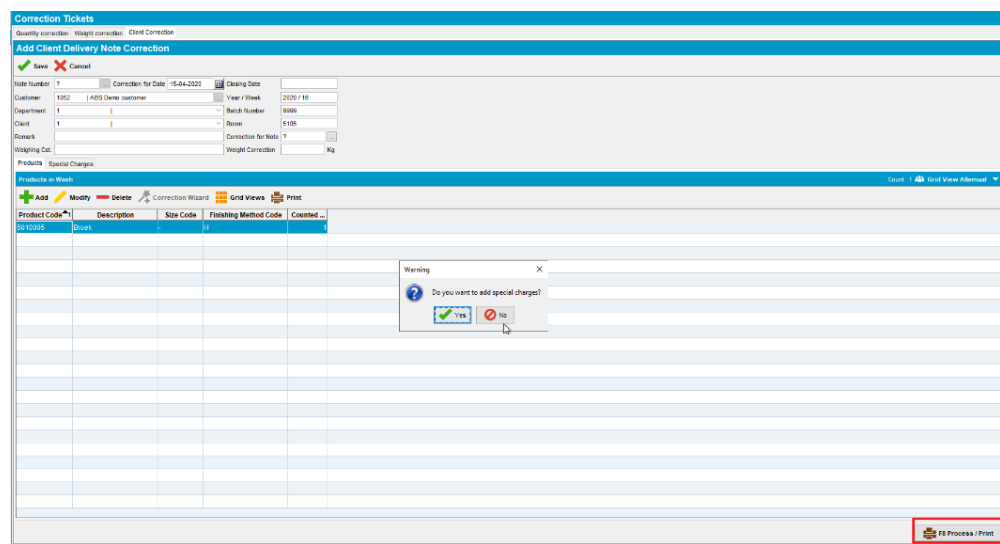 Correction Tickets
Quantity correction Weight correction Client Correction
Add Client Delivery Note Correction
Save Cancel
Note Number ? ... Correction for Date 15-04-2020 Closing Date
Customer 1052 | ABS Demo customer Year / Week 2020 / 16
Department 1 | Batch Number 9999
Client 1 | Room 5105
Remark Correction for Note ? ...
Weighing Cat. Weight Correction Kg
Products Special Charges
Products in Wash Count 1 Grid View Allemaal
Add Modify Delete Correction Wizard Grid Views Print
Product Code 1 Description Size Code Finishing Method Code Counted ...
5010005 Broek - H 1
Warning X
Do you want to add special charges?
Yes No
F8 Process / Print